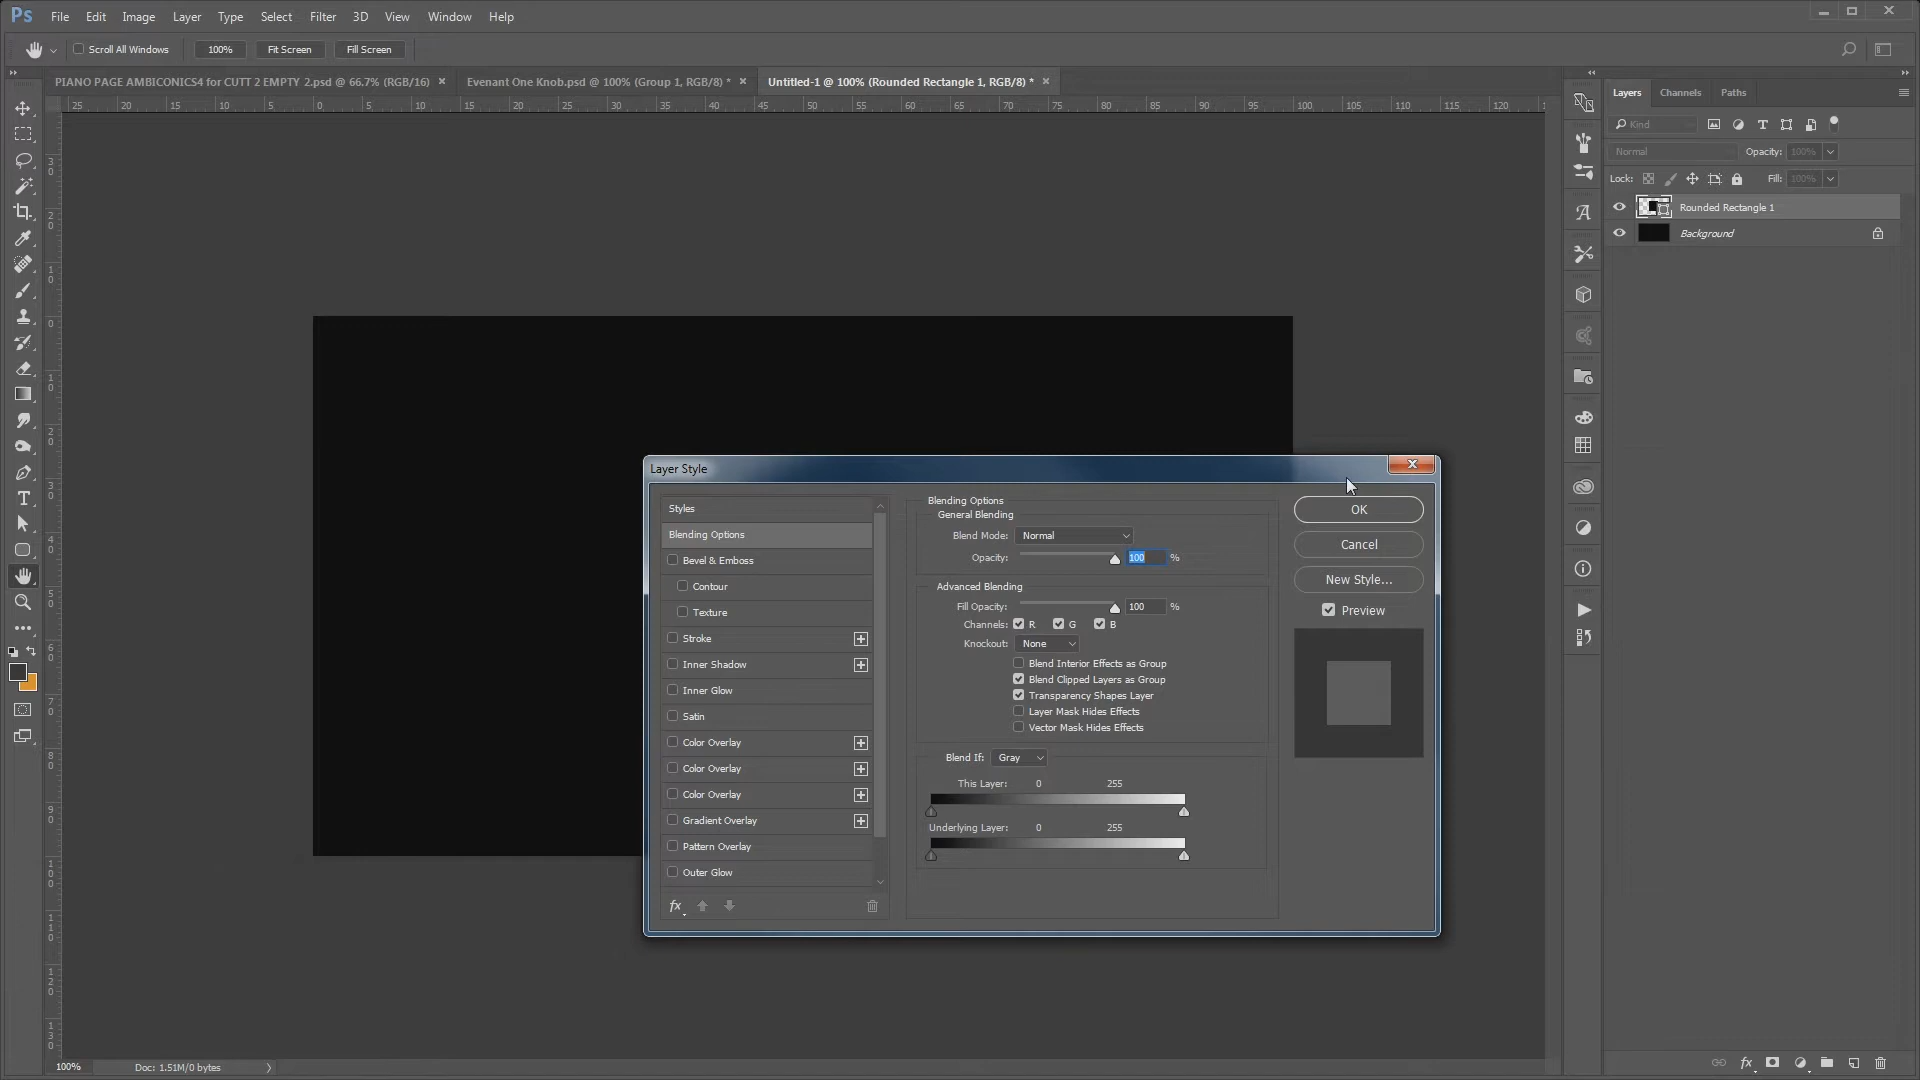 Ps File Edit Image Layer Type Select Filter 3D View Window Help
Scroll All Windows 100% Fit Screen Fill Screen
PIANO PAGE AMBICONICS4 for CUTT 2 EMPTY 2.psd @ 66.7% (RGB/16) × Evenant One Knob.psd @ 100% (Group 1, RGB/8) * × Untitled-1 @ 100% (Rounded Rectangle 1, RGB/8) * ×
25 20 15 10 5 0 5 10 15 20 25 30 35 40 45 50 55 60 65 70 75 80 85 90 95 100 105 110 115 120
30
20
10
0
10
20
30
40
50
60
70
80
90
100
110
120
130
Layers Channels Paths
Kind
Normal Opacity: 100%
Lock: Fill: 100%
Rounded Rectangle 1
Background
Layer Style
Styles
Blending Options
Bevel & Emboss
Contour
Texture
Stroke
Inner Shadow
Inner Glow
Satin
Color Overlay
Color Overlay
Color Overlay
Gradient Overlay
Pattern Overlay
Outer Glow
fx
Blending Options
General Blending
Blend Mode: Normal
Opacity: 100 %
Advanced Blending
Fill Opacity: 100 %
Channels: R G B
Knockout: None
Blend Interior Effects as Group
Blend Clipped Layers as Group
Transparency Shapes Layer
Layer Mask Hides Effects
Vector Mask Hides Effects
Blend If: Gray
This Layer: 0 255
Underlying Layer: 0 255
OK
Cancel
New Style...
Preview
100% Doc: 1.51M/0 bytes
fx